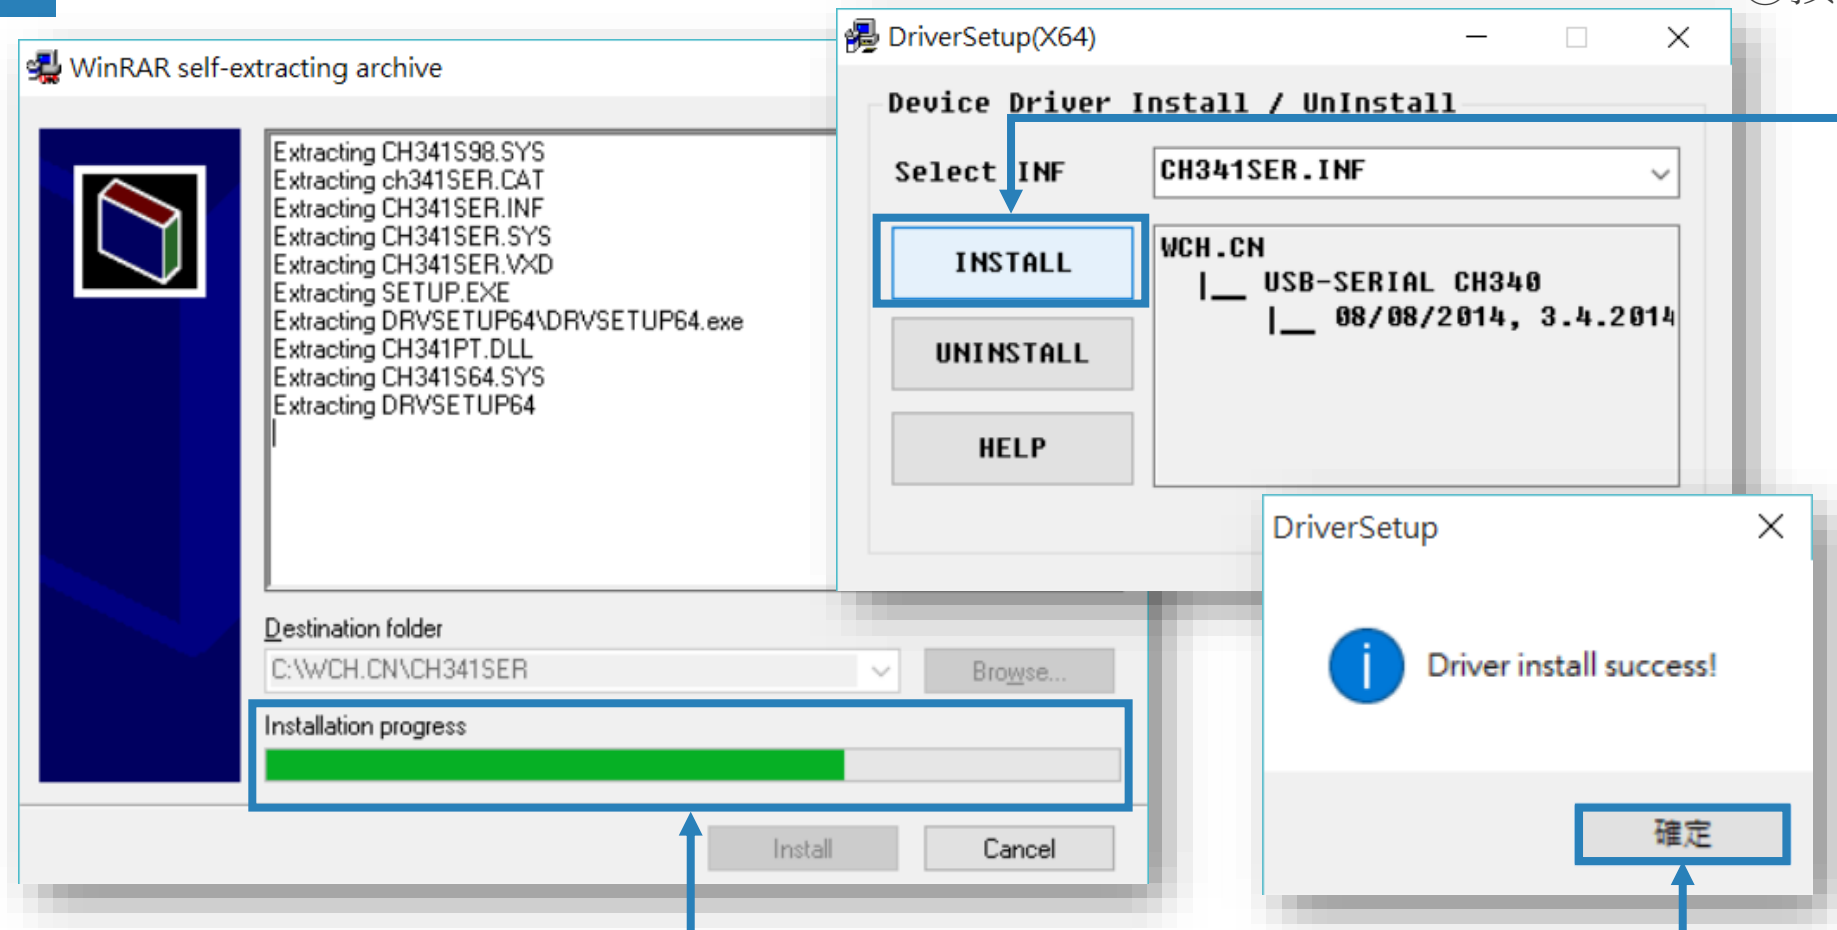 WinRAR self-extracting archive
Extracting CH341S98.SYS
Extracting ch341SER.CAT
Extracting CH341SER.INF
Extracting CH341SER.SYS
Extracting CH341SER.VXD
Extracting SETUP.EXE
Extracting DRVSETUP64\DRVSETUP64.exe
Extracting CH341PT.DLL
Extracting CH341S64.SYS
Extracting DRVSETUP64
Destination folder
C:\WCH.CN\CH341SER
Browse...
Installation progress
Install
Cancel
DriverSetup(X64)
Device Driver Install / UnInstall
Select INF
CH341SER.INF
INSTALL
UNINSTALL
HELP
WCH.CN
|__ USB-SERIAL CH340
|__ 08/08/2014, 3.4.2014
DriverSetup
Driver install success!
確定